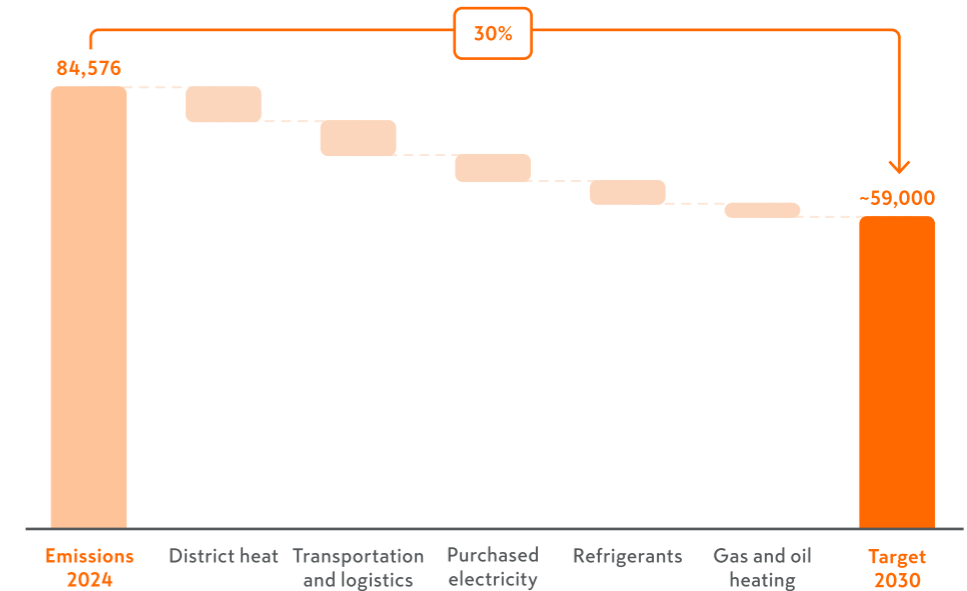 30%
84,576
~59,000
Emissions
2024
District heat
Transportation
and logistics
Purchased
electricity
Refrigerants
Gas and oil
heating
Target
2030